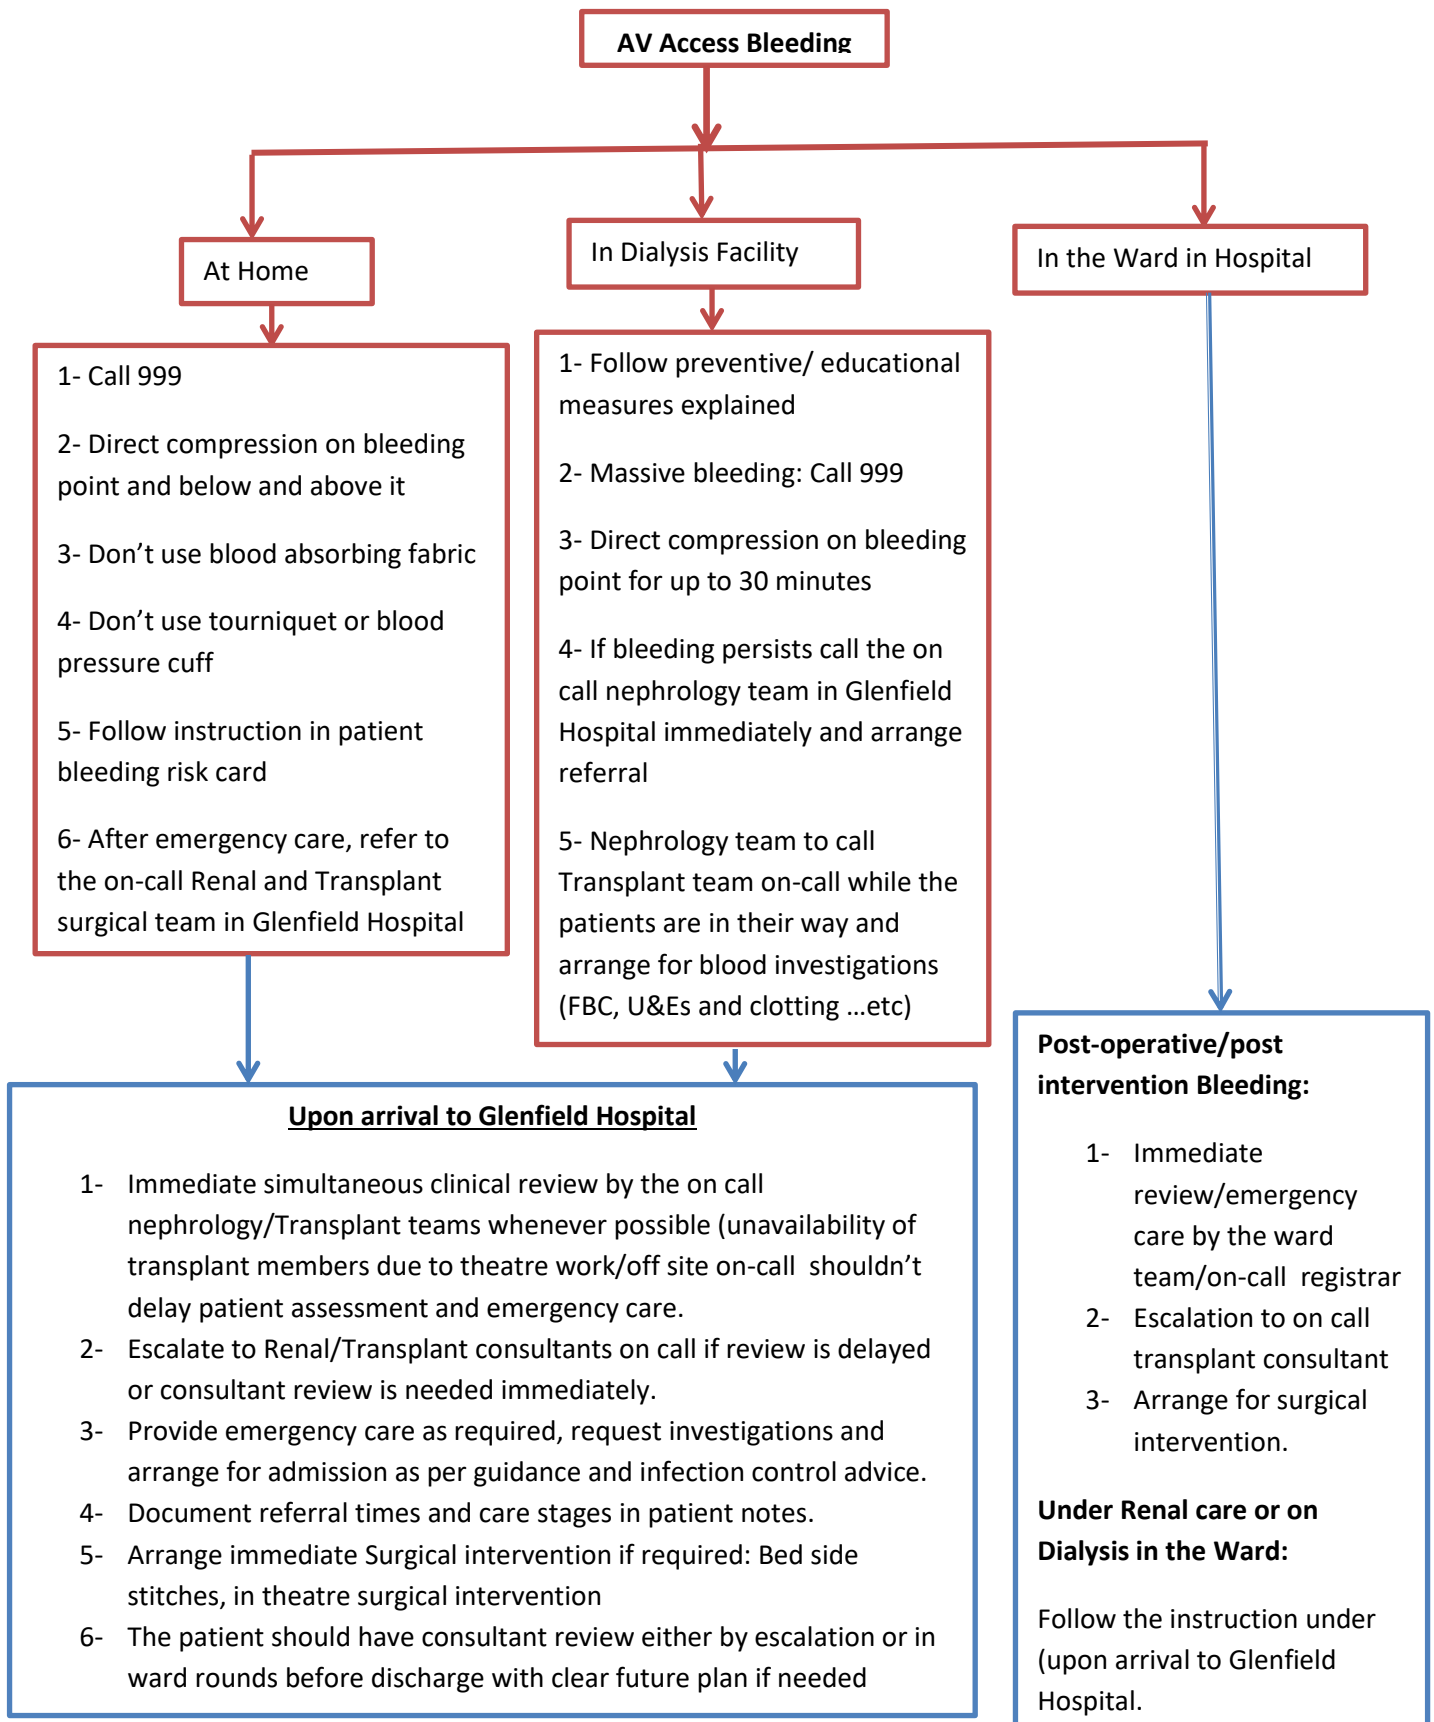 AV Access Bleeding
At Home
In Dialysis Facility
In the Ward in Hospital
1- Call 999
2- Direct compression on bleeding
point and below and above it
3- Don’t use blood absorbing fabric
4- Don’t use tourniquet or blood
pressure cuff
5- Follow instruction in patient
bleeding risk card
6- After emergency care, refer to
the on-call Renal and Transplant
surgical team in Glenfield Hospital
1- Follow preventive/ educational
measures explained
2- Massive bleeding: Call 999
3- Direct compression on bleeding
point for up to 30 minutes
4- If bleeding persists call the on
call nephrology team in Glenfield
Hospital immediately and arrange
referral
5- Nephrology team to call
Transplant team on-call while the
patients are in their way and
arrange for blood investigations
(FBC, U&Es and clotting …etc)
Upon arrival to Glenfield Hospital
1- Immediate simultaneous clinical review by the on call
nephrology/Transplant teams whenever possible (unavailability of
transplant members due to theatre work/off site on-call shouldn’t
delay patient assessment and emergency care.
2- Escalate to Renal/Transplant consultants on call if review is delayed
or consultant review is needed immediately.
3- Provide emergency care as required, request investigations and
arrange for admission as per guidance and infection control advice.
4- Document referral times and care stages in patient notes.
5- Arrange immediate Surgical intervention if required: Bed side
stitches, in theatre surgical intervention
6- The patient should have consultant review either by escalation or in
ward rounds before discharge with clear future plan if needed
Post-operative/post
intervention Bleeding:
1- Immediate
review/emergency
care by the ward
team/on-call registrar
2- Escalation to on call
transplant consultant
3- Arrange for surgical
intervention.
Under Renal care or on
Dialysis in the Ward:
Follow the instruction under
(upon arrival to Glenfield
Hospital.